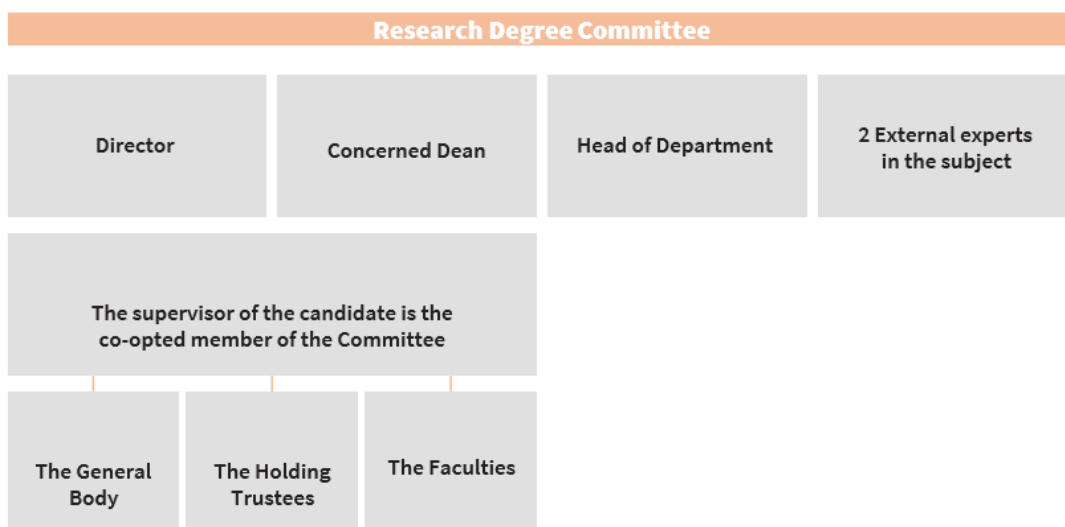 Research Degree Committee
Director
Concerned Dean
Head of Department
2 External experts
in the subject
The supervisor of the candidate is the
co-opted member of the Committee
The General
Body
The Holding
Trustees
The Faculties